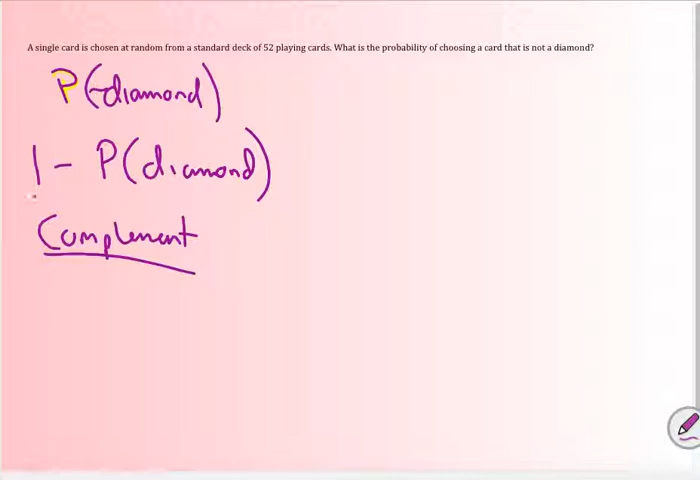 A single card is chosen at random from a standard deck of 52 playing cards. What is the probability of choosing a card that is not a diamond?
P(¬diamond)
1 - P(diamond)
Complement